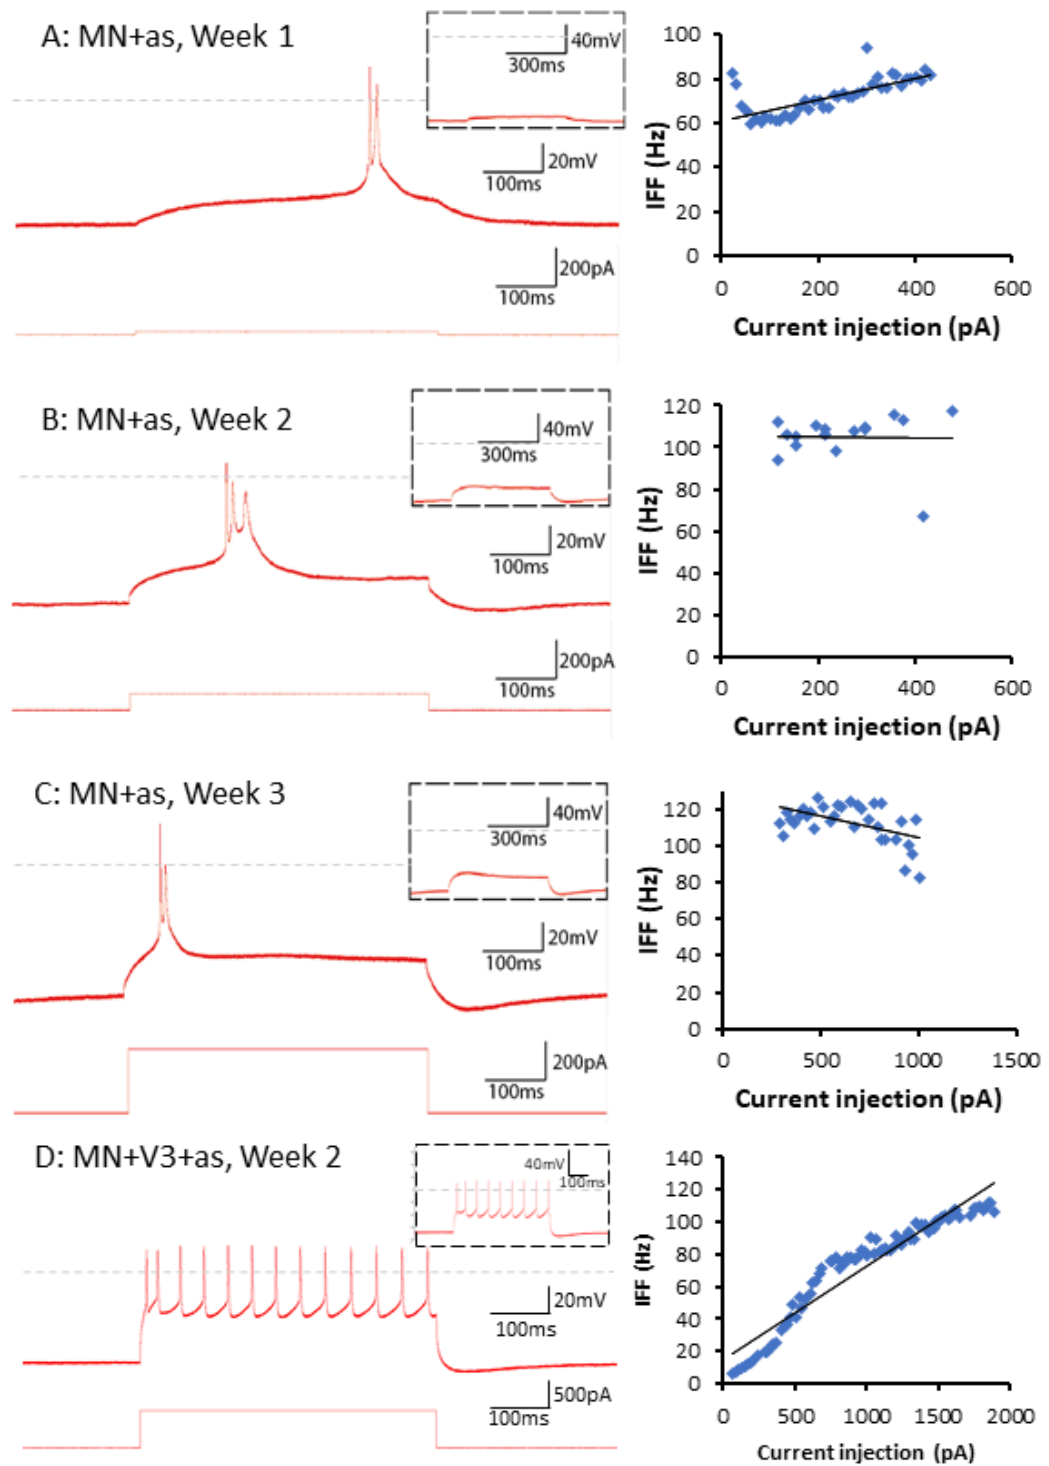 A: MN+as, Week 1
40mV
300ms
20mV
100ms
200pA
100ms
100
80
60
40
20
0
IFF (Hz)
0 200 400 600
Current injection (pA)
B: MN+as, Week 2
40mV
300ms
20mV
100ms
200pA
100ms
120
100
80
60
40
20
0
IFF (Hz)
0 200 400 600
Current injection (pA)
C: MN+as, Week 3
40mV
300ms
20mV
100ms
200pA
100ms
120
100
80
60
40
20
0
IFF (Hz)
0 500 1000 1500
Current injection (pA)
D: MN+V3+as, Week 2
40mV
100ms
20mV
100ms
500pA
100ms
140
120
100
80
60
40
20
0
IFF (Hz)
0 500 1000 1500 2000
Current injection (pA)